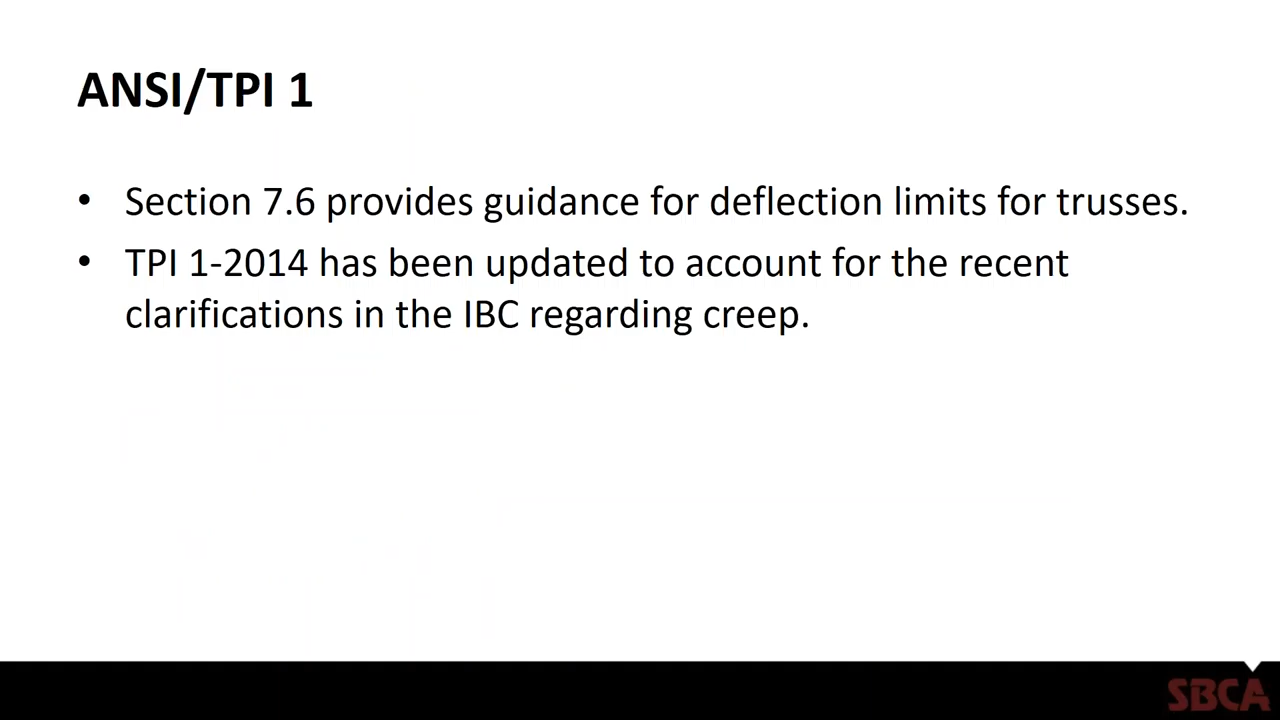 ANSI/TPI 1
• Section 7.6 provides guidance for deflection limits for trusses.
• TPI 1-2014 has been updated to account for the recent
clarifications in the IBC regarding creep.
SBCA